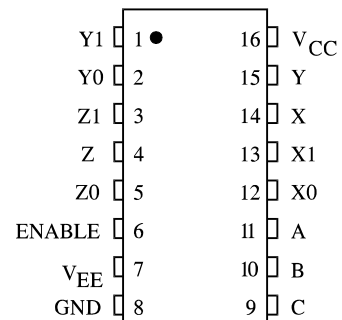 Y1 1 16 VCC
Y0 2 15 Y
Z1 3 14 X
Z 4 13 X1
Z0 5 12 X0
ENABLE 6 11 A
VEE 7 10 B
GND 8 9 C